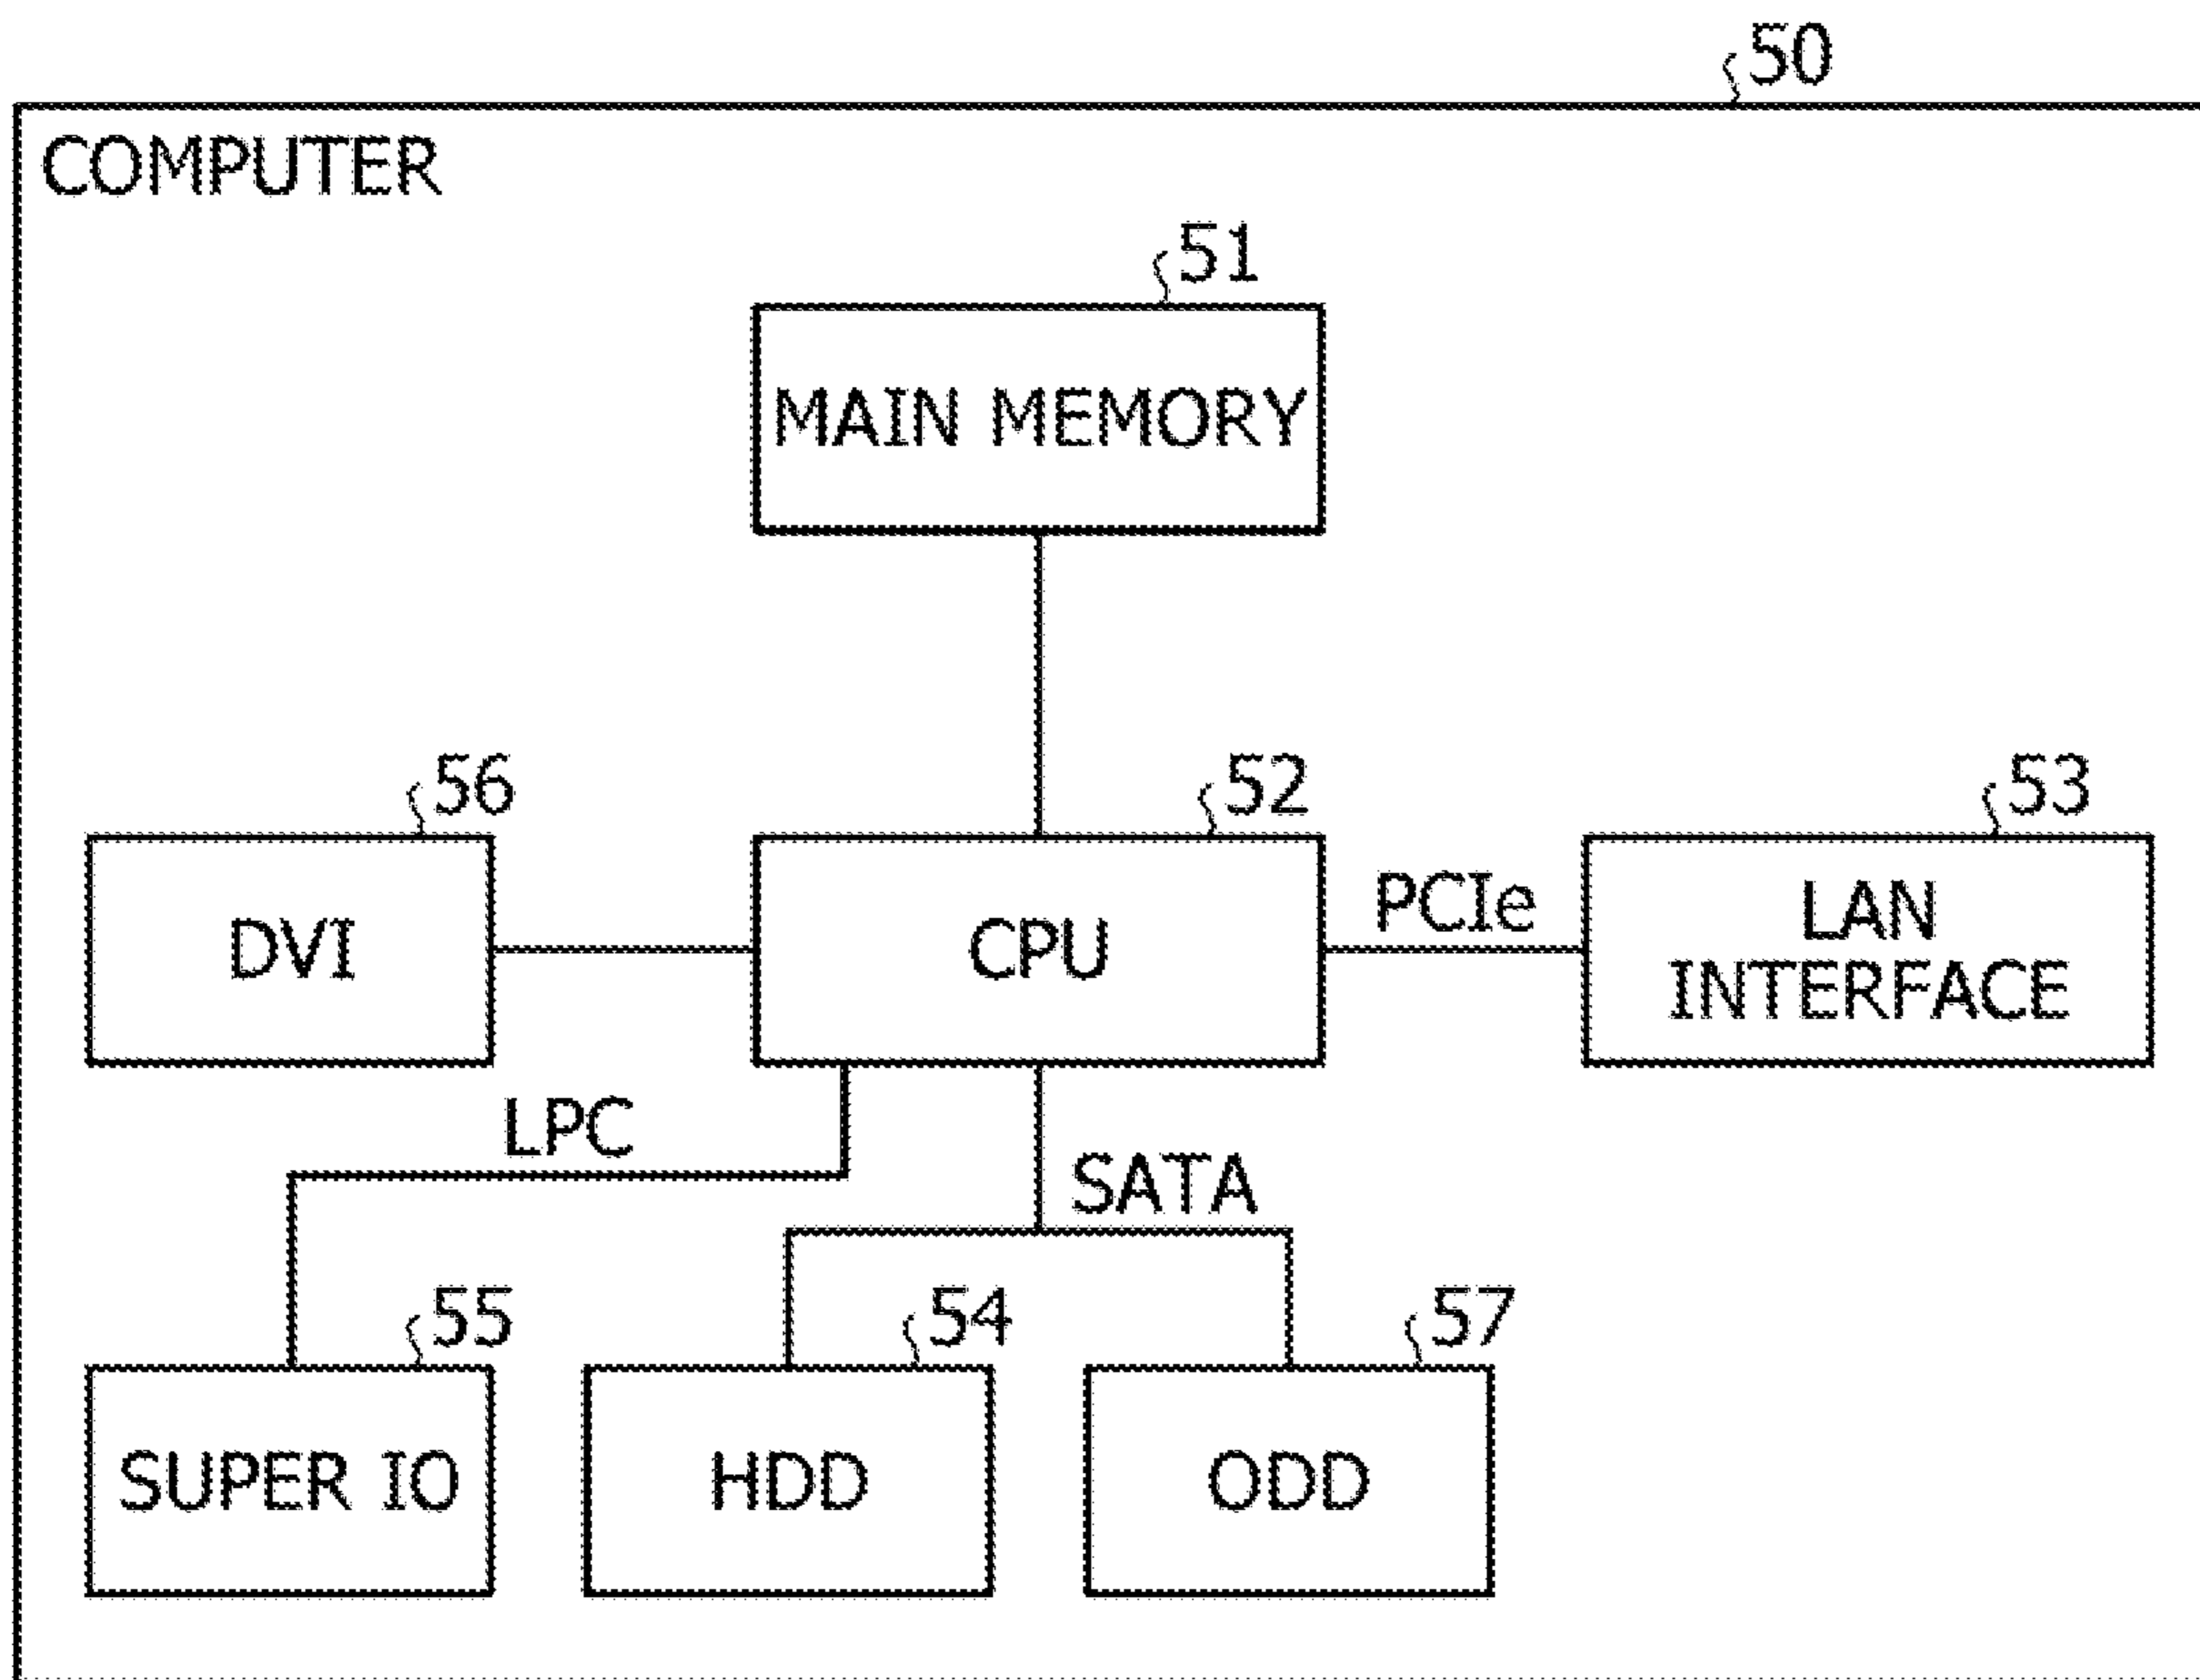 50
COMPUTER
51
MAIN MEMORY
56
52
53
DVI
CPU
PCIe
LAN
INTERFACE
LPC
SATA
55
54
57
SUPER IO
HDD
ODD